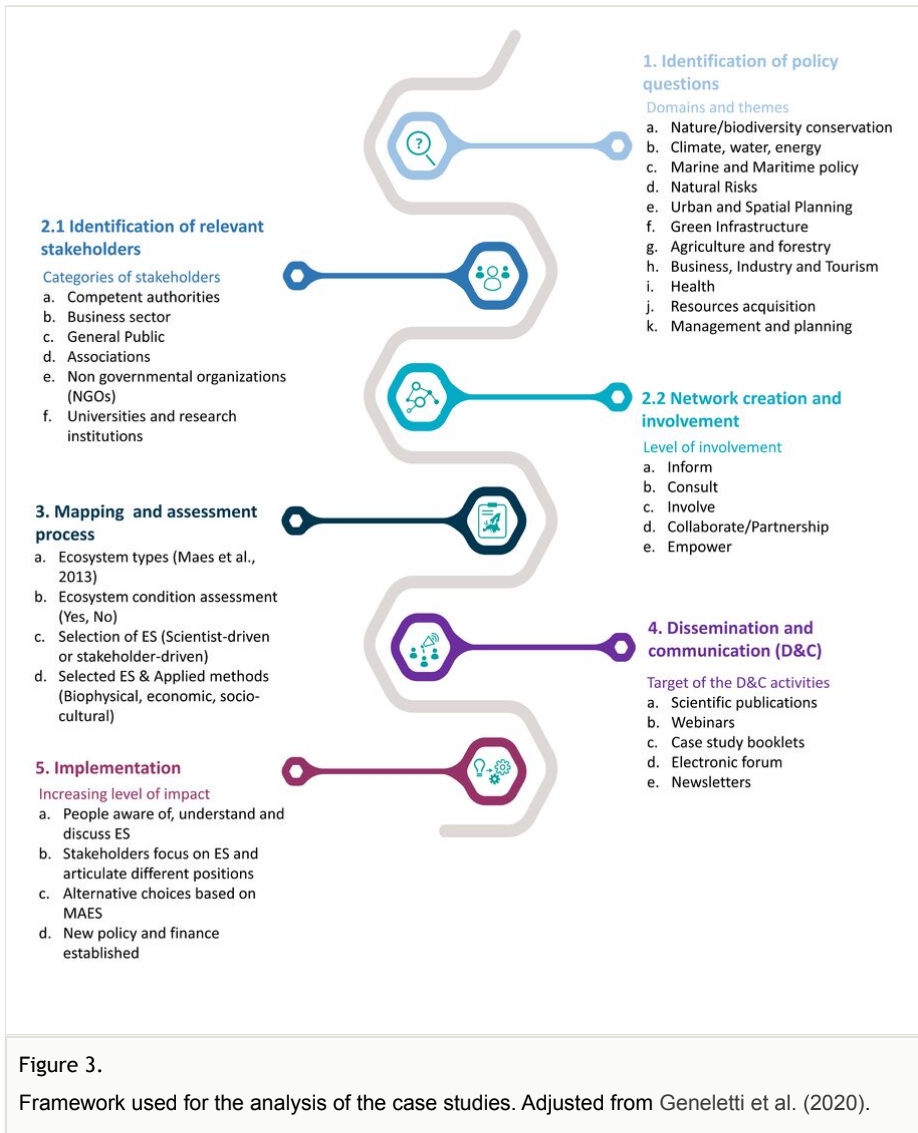 1. Identification of policy
questions
Domains and themes
a. Nature/biodiversity conservation
b. Climate, water, energy
c. Marine and Maritime policy
d. Natural Risks
e. Urban and Spatial Planning
f. Green Infrastructure
g. Agriculture and forestry
h. Business, Industry and Tourism
i. Health
j. Resources acquisition
k. Management and planning
?
2.1 Identification of relevant
stakeholders
Categories of stakeholders
a. Competent authorities
b. Business sector
c. General Public
d. Associations
e. Non governmental organizations
(NGOs)
f. Universities and research
institutions
2.2 Network creation and
involvement
Level of involvement
a. Inform
b. Consult
c. Involve
d. Collaborate/Partnership
e. Empower
3. Mapping and assessment
process
a. Ecosystem types (Maes et al.,
2013)
b. Ecosystem condition assessment
(Yes, No)
c. Selection of ES (Scientist-driven
or stakeholder-driven)
d. Selected ES & Applied methods
(Biophysical, economic, socio-
cultural)
4. Dissemination and
communication (D&C)
Target of the D&C activities
a. Scientific publications
b. Webinars
c. Case study booklets
d. Electronic forum
e. Newsletters
5. Implementation
Increasing level of impact
a. People aware of, understand and
discuss ES
b. Stakeholders focus on ES and
articulate different positions
c. Alternative choices based on
MAES
d. New policy and finance
established
Figure 3.
Framework used for the analysis of the case studies. Adjusted from Geneletti et al. (2020).